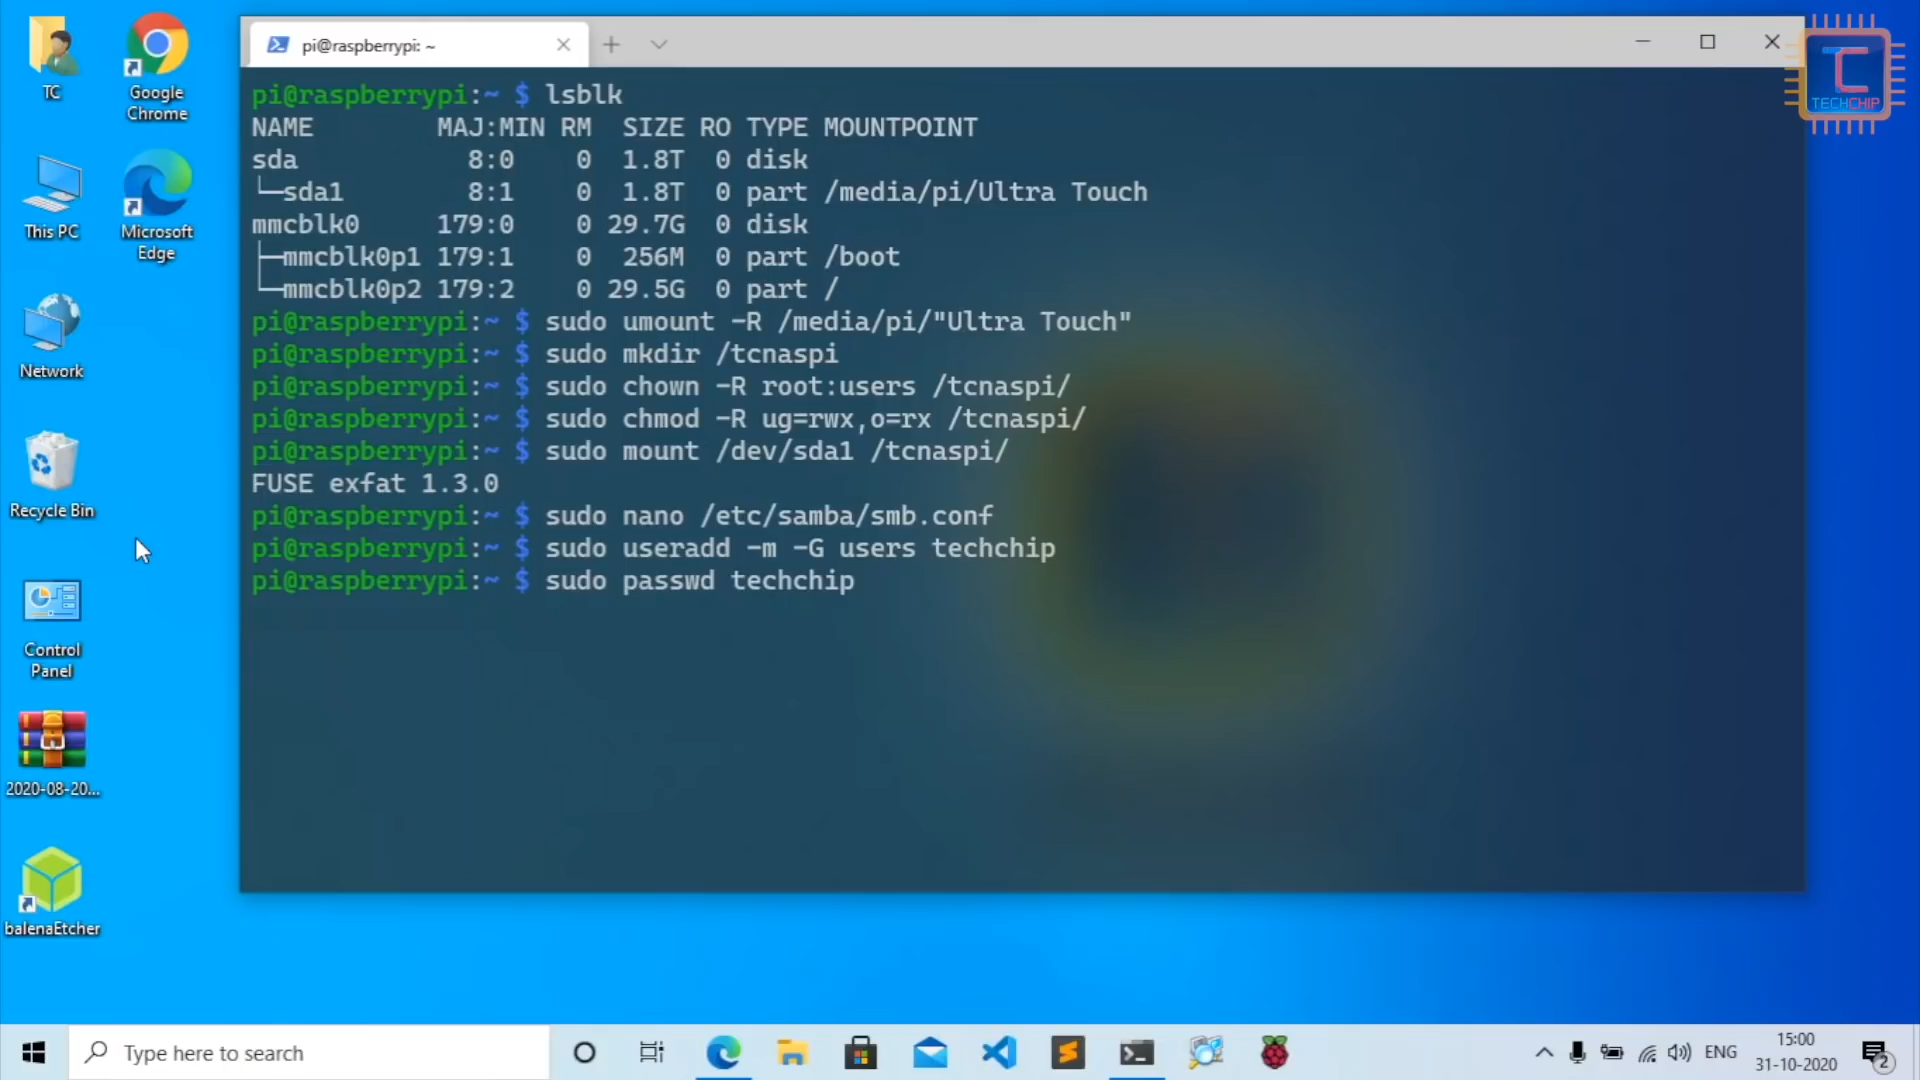 pi@raspberrypi: ~
TECHCHIP
pi@raspberrypi:~ $ lsblk
NAME        MAJ:MIN RM  SIZE RO TYPE MOUNTPOINT
sda           8:0    0  1.8T  0 disk
└─sda1        8:1    0  1.8T  0 part /media/pi/Ultra Touch
mmcblk0     179:0    0 29.7G  0 disk
├─mmcblk0p1 179:1    0  256M  0 part /boot
└─mmcblk0p2 179:2    0 29.5G  0 part /
pi@raspberrypi:~ $ sudo umount -R /media/pi/"Ultra Touch"
pi@raspberrypi:~ $ sudo mkdir /tcnaspi
pi@raspberrypi:~ $ sudo chown -R root:users /tcnaspi/
pi@raspberrypi:~ $ sudo chmod -R ug=rwx,o=rx /tcnaspi/
pi@raspberrypi:~ $ sudo mount /dev/sda1 /tcnaspi/
FUSE exfat 1.3.0
pi@raspberrypi:~ $ sudo nano /etc/samba/smb.conf
pi@raspberrypi:~ $ sudo useradd -m -G users techchip
pi@raspberrypi:~ $ sudo passwd techchip
TC
Google
Chrome
This PC
Microsoft
Edge
Network
Recycle Bin
Control
Panel
2020-08-20...
balenaEtcher
Type here to search
ENG
15:00
31-10-2020
2